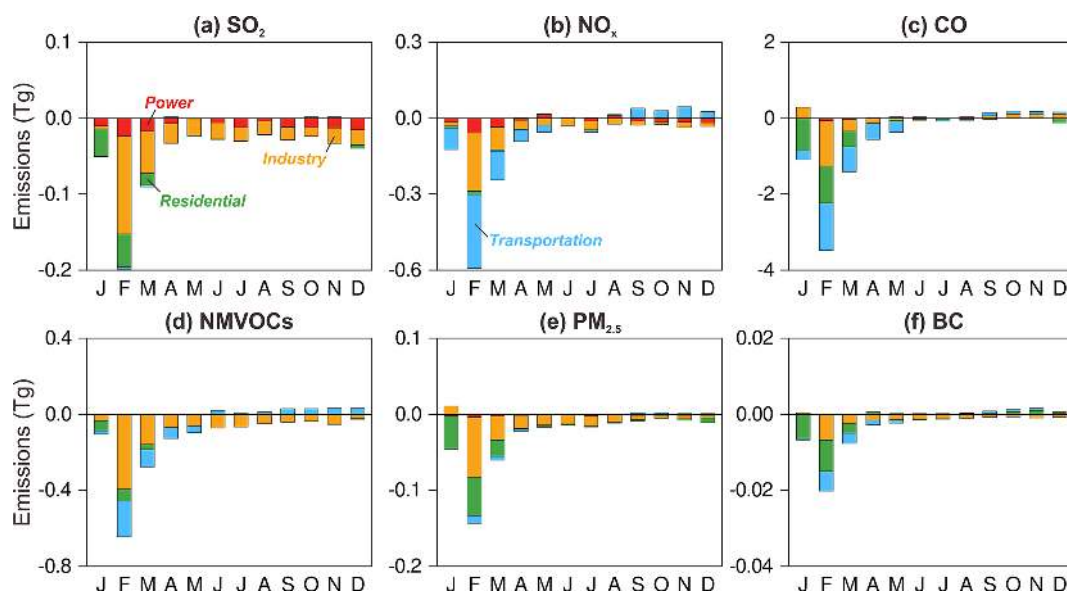 (a) SO₂
(b) NOₓ
(c) CO
Emissions (Tg)
0.1
0.0
-0.1
-0.2
Power
Industry
Residential
0.3
0.0
-0.3
-0.6
Transportation
2
0
-2
-4
J F M A M J J A S O N D
J F M A M J J A S O N D
J F M A M J J A S O N D
(d) NMVOCs
(e) PM₂.₅
(f) BC
Emissions (Tg)
0.4
0.0
-0.4
-0.8
0.1
0.0
-0.1
-0.2
0.02
0.00
-0.02
-0.04
J F M A M J J A S O N D
J F M A M J J A S O N D
J F M A M J J A S O N D